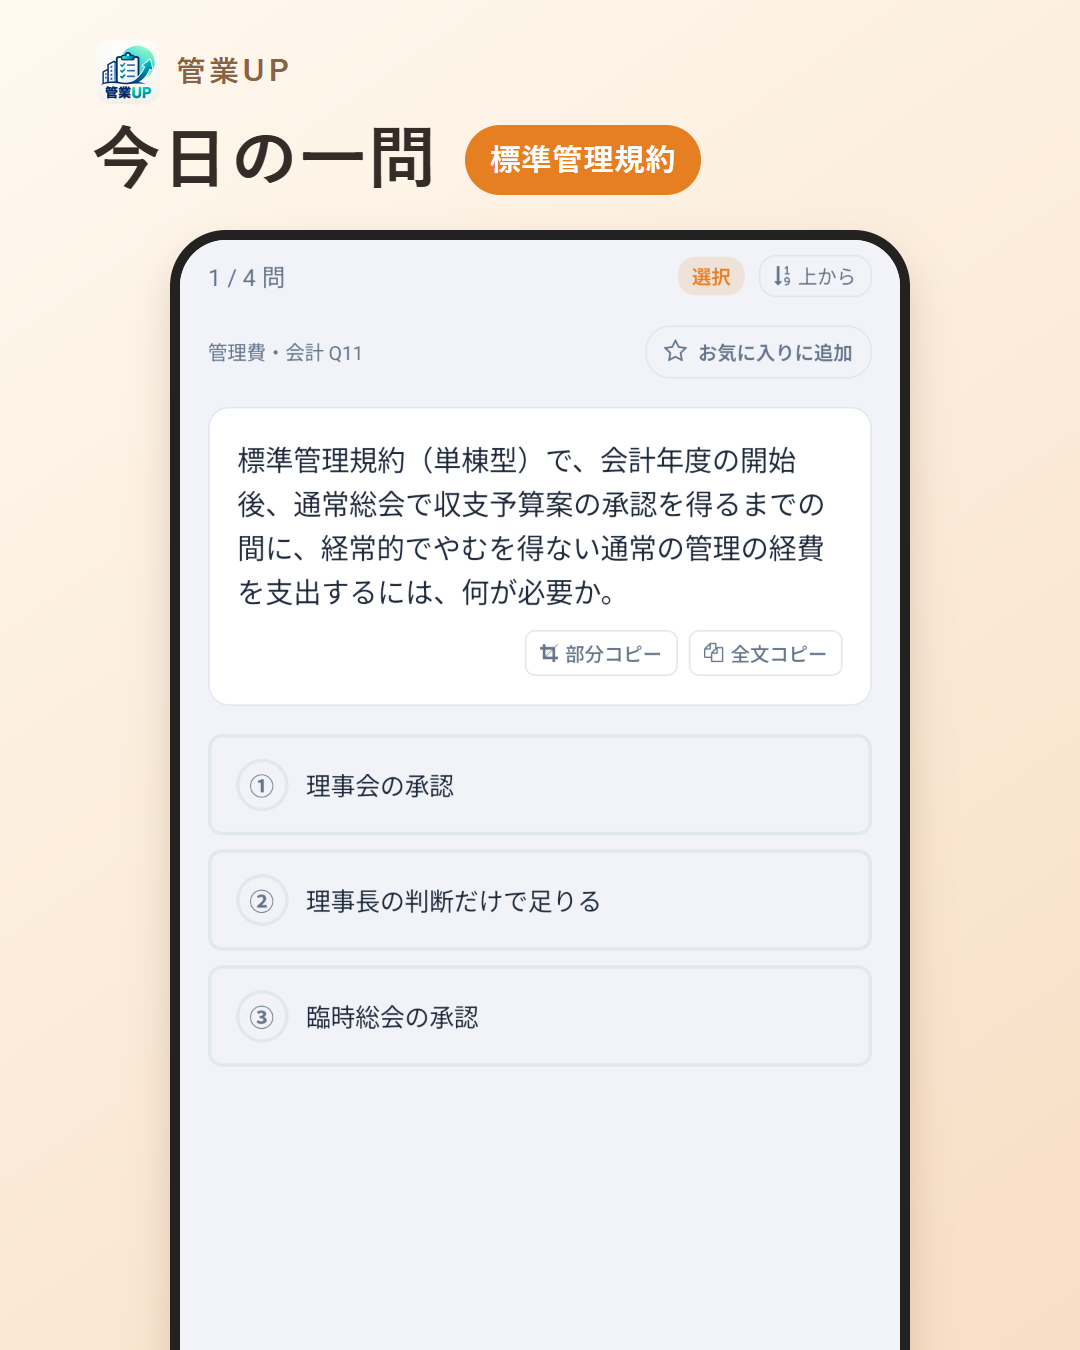 管業UP
管業UP
今日の一問
標準管理規約
1 / 4 問
選択
上から
管理費・会計 Q11
お気に入りに追加
標準管理規約（単棟型）で、会計年度の開始
後、通常総会で収支予算案の承認を得るまでの
間に、経常的でやむを得ない通常の管理の経費
を支出するには、何が必要か。
部分コピー
全文コピー
① 理事会の承認
② 理事長の判断だけで足りる
③ 臨時総会の承認